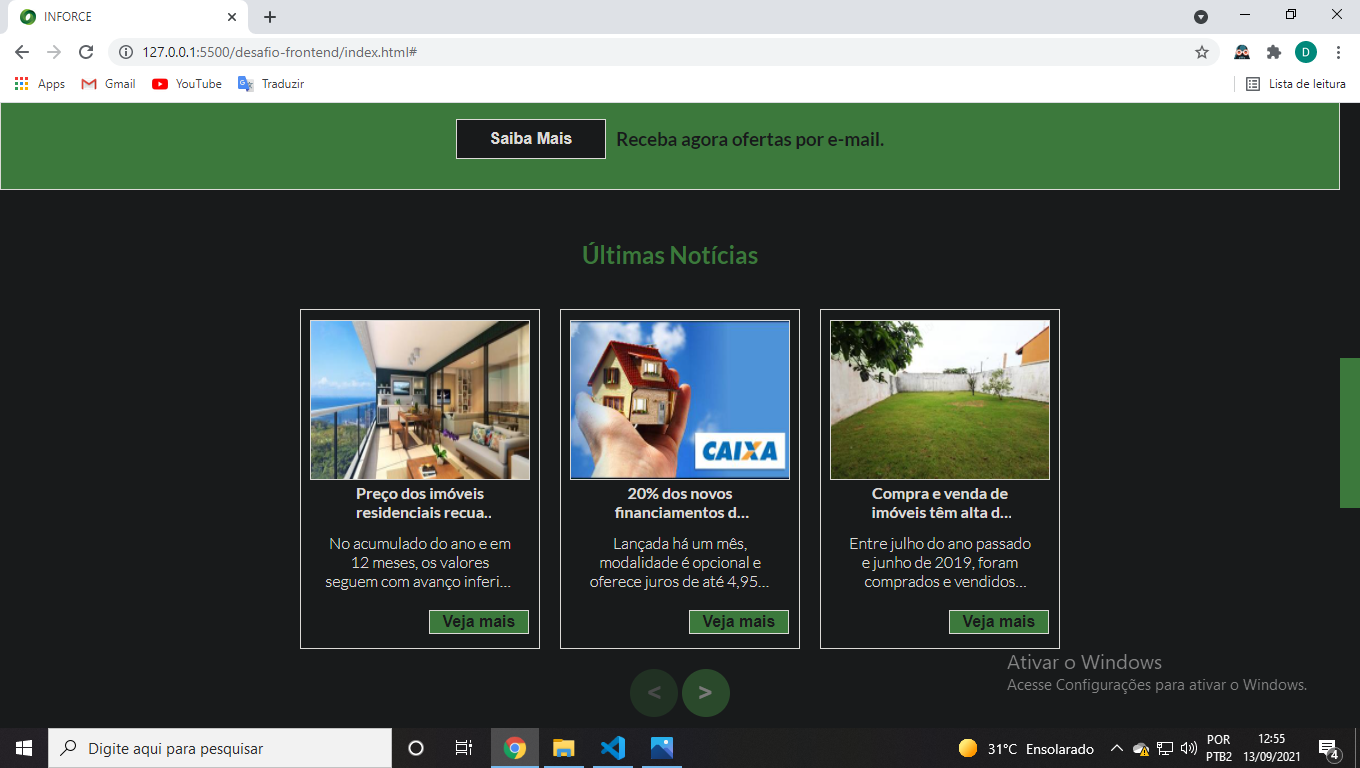 INFORCE
127.0.0.1:5500/desafio-frontend/index.html#
D
Apps Gmail YouTube Traduzir Lista de leitura
Saiba Mais Receba agora ofertas por e-mail.
Últimas Notícias
CAIXA
Preço dos imóveis
residenciais recua..
No acumulado do ano e em
12 meses, os valores
seguem com avanço inferi...
Veja mais
20% dos novos
financiamentos d...
Lançada há um mês,
modalidade é opcional e
oferece juros de até 4,95...
Veja mais
Compra e venda de
imóveis têm alta d...
Entre julho do ano passado
e junho de 2019, foram
comprados e vendidos...
Veja mais
< >
Ativar o Windows
Acesse Configurações para ativar o Windows.
Digite aqui para pesquisar
31°C Ensolarado
POR
PTB2
12:55
13/09/2021
4